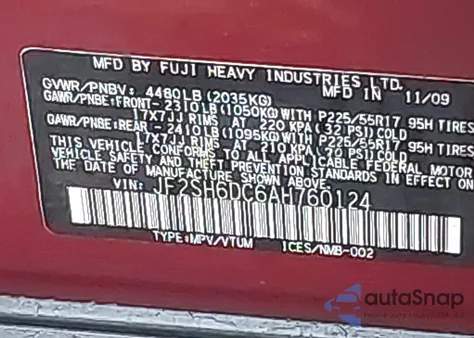 MFD BY FUJI HEAVY INDUSTRIES LTD.
GVWR/PNBV: 4480LB(2035KG) MFD IN 11/09
GAWR/PNBE:FRONT- 2310LB(1050KG)WITH P225/55R17 95H TIRES
17X7JJ RIMS AT 220 KPA(32 PSI)COLD
GAWR/PNBE:REAR - 2410LB(1095KG)WITH P225/55R17 95H TIRES
17X7JJ RIMS AT 210 KPA( PSI)COLD
THIS VEHICLE CONFORMS TO ALL APPLICABLE FEDERAL MOTOR
VEHICLE SAFETY AND THEFT PREVENTION STANDARDS IN EFFECT ON
THE DATE OF MANUFACTURE SHOWN ABOVE.
VIN: JF2SH6DC6AH760124
TYPE:MPV/VTUM ICES/NMB-002
autoSnap